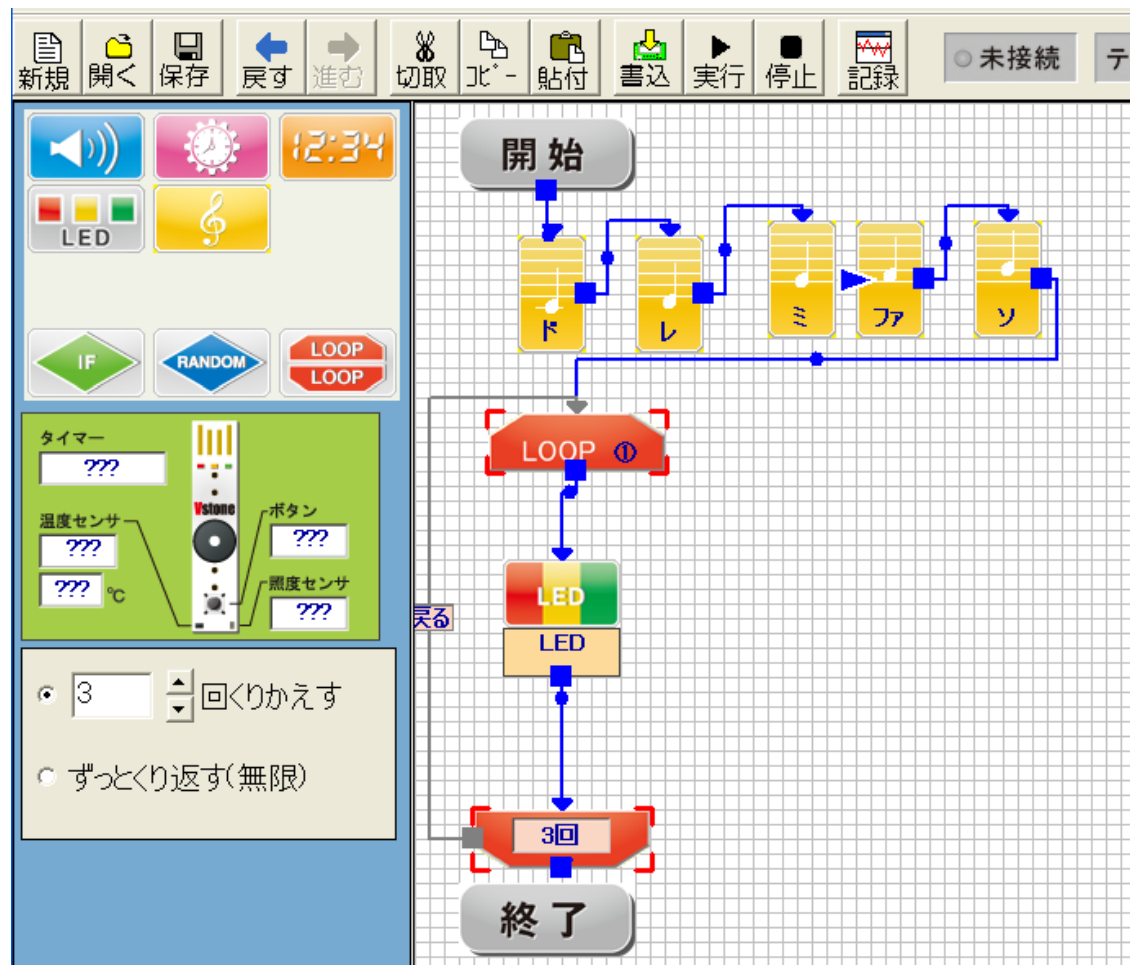 新規 開く 保存 戻す 進む 切取 コピー 貼付 書込 実行 停止 記録 未接続 テ
12:34
LED
IF RANDOM LOOP
LOOP
タイマー
???
温度センサ
???
??? ℃
Vstone
ボタン
???
照度センサ
???
3 回くりかえす
ずっとくり返す(無限)
開始
ド レ ミ ファ ソ
LOOP ①
LED
LED
戻る
3回
終了